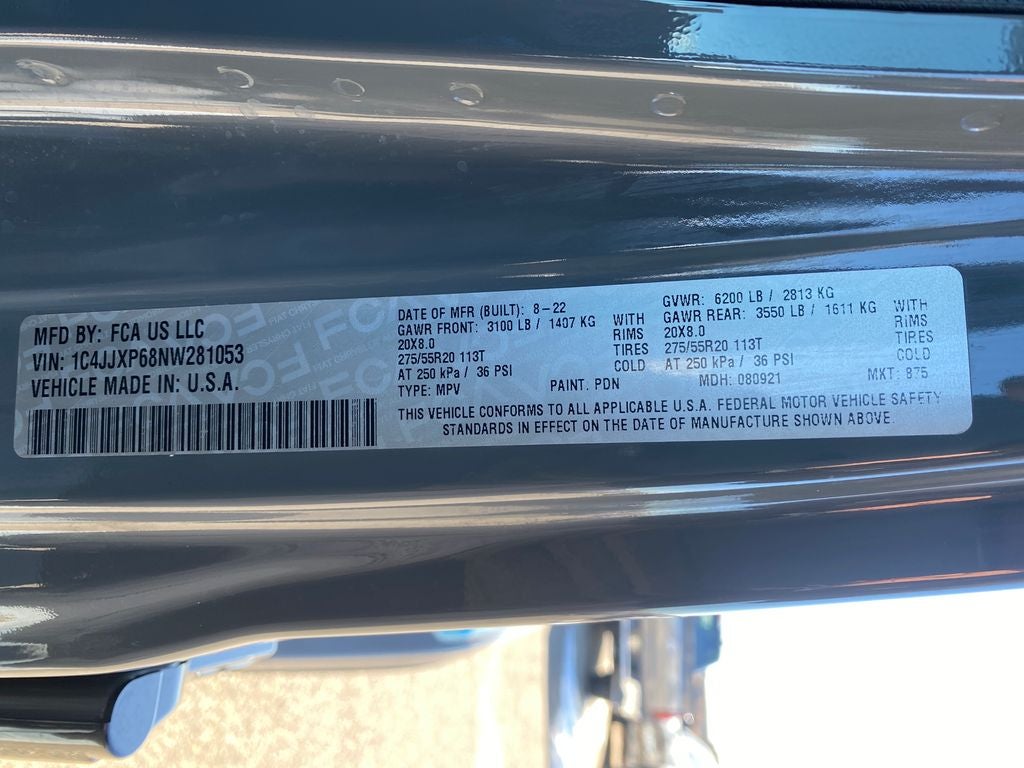 MFD BY: FCA US LLC
VIN: 1C4JJXP68NW281053
VEHICLE MADE IN: U.S.A.
DATE OF MFR (BUILT): 8-22
GAWR FRONT: 3100 LB / 1407 KG WITH
20X8.0 RIMS
275/55R20 113T TIRES
AT 250 kPa / 36 PSI COLD
TYPE: MPV PAINT: PDN
GVWR: 6200 LB / 2813 KG
GAWR REAR: 3550 LB / 1611 KG WITH
20X8.0 RIMS
275/55R20 113T TIRES
AT 250 kPa / 36 PSI COLD
MDH: 080921 MKT: 875
THIS VEHICLE CONFORMS TO ALL APPLICABLE U.S.A. FEDERAL MOTOR VEHICLE SAFETY
STANDARDS IN EFFECT ON THE DATE OF MANUFACTURE SHOWN ABOVE.